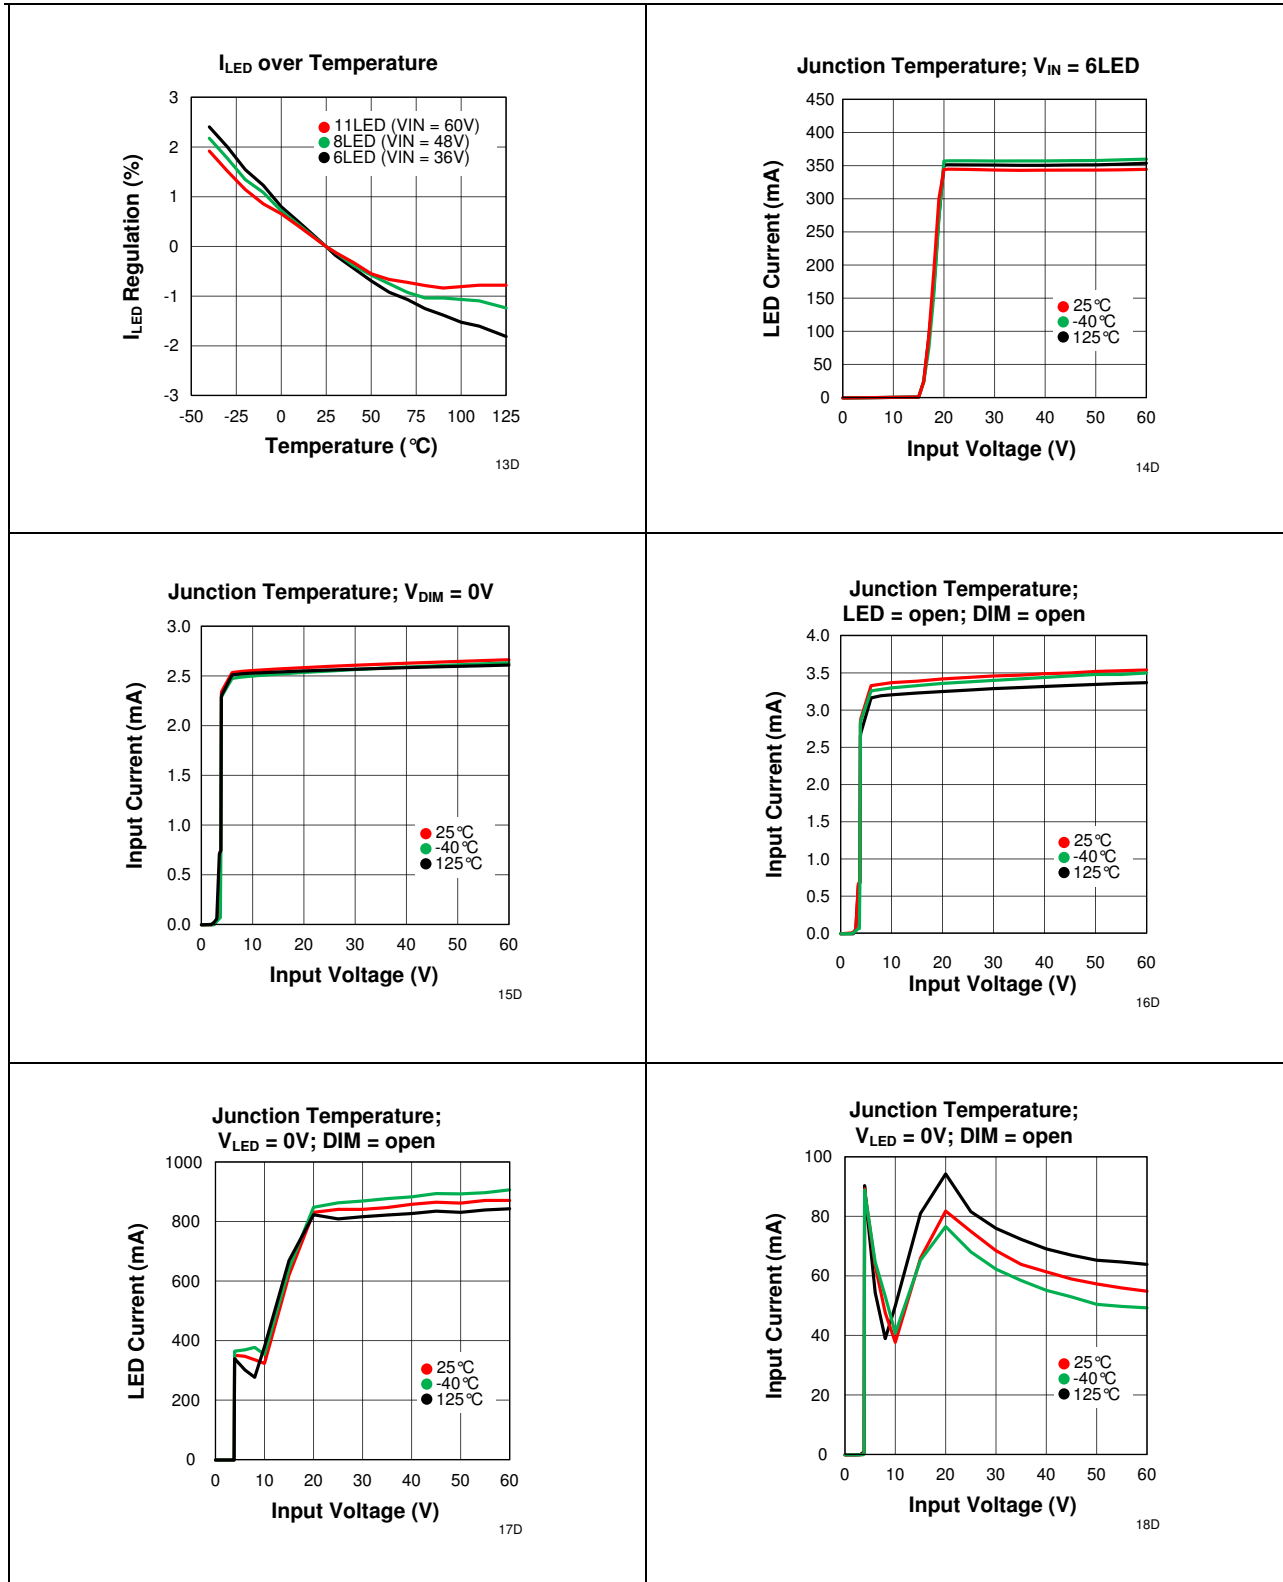 I_LED over Temperature
3
2
1
0
-1
-2
-3
I_LED Regulation (%)
11LED (VIN = 60V)
8LED (VIN = 48V)
6LED (VIN = 36V)
-50 -25 0 25 50 75 100 125
Temperature (°C)
13D
Junction Temperature; V_IN = 6LED
450
400
350
300
250
200
150
100
50
0
LED Current (mA)
25°C
-40°C
125°C
0 10 20 30 40 50 60
Input Voltage (V)
14D
Junction Temperature; V_DIM = 0V
3.0
2.5
2.0
1.5
1.0
0.5
0.0
Input Current (mA)
25°C
-40°C
125°C
0 10 20 30 40 50 60
Input Voltage (V)
15D
Junction Temperature;
LED = open; DIM = open
4.0
3.5
3.0
2.5
2.0
1.5
1.0
0.5
0.0
Input Current (mA)
25°C
-40°C
125°C
0 10 20 30 40 50 60
Input Voltage (V)
16D
Junction Temperature;
V_LED = 0V; DIM = open
1000
800
600
400
200
0
LED Current (mA)
25°C
-40°C
125°C
0 10 20 30 40 50 60
Input Voltage (V)
17D
Junction Temperature;
V_LED = 0V; DIM = open
100
80
60
40
20
0
Input Current (mA)
25°C
-40°C
125°C
0 10 20 30 40 50 60
Input Voltage (V)
18D